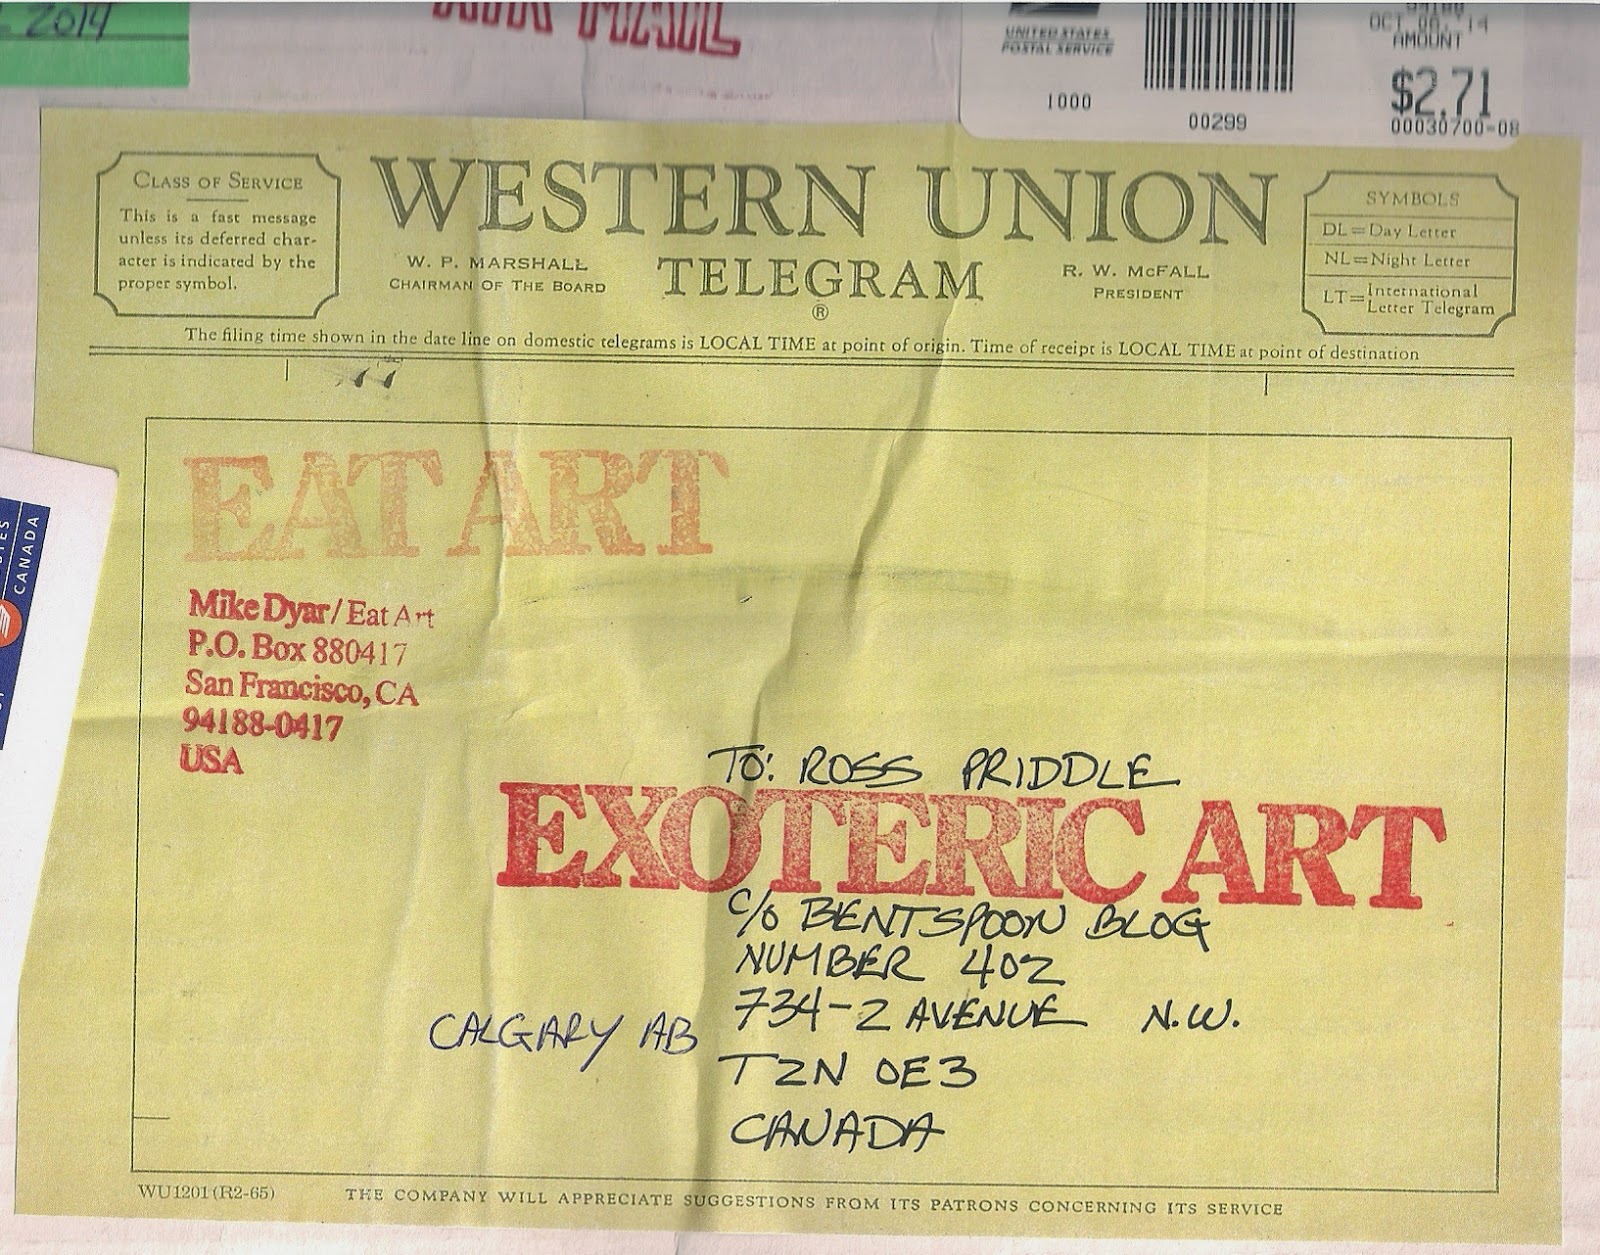 2014
AIR MAIL
UNITED STATES
POSTAL SERVICE
1000
00299
OCT 06, 14
AMOUNT
$2.71
00030700-08
CLASS OF SERVICE
This is a fast message
unless its deferred char-
acter is indicated by the
proper symbol.
WESTERN UNION
TELEGRAM
®
W. P. MARSHALL
CHAIRMAN OF THE BOARD
R. W. McFALL
PRESIDENT
SYMBOLS
DL=Day Letter
NL=Night Letter
LT=International
Letter Telegram
The filing time shown in the date line on domestic telegrams is LOCAL TIME at point of origin. Time of receipt is LOCAL TIME at point of destination
EAT ART
Mike Dyar/Eat Art
P.O. Box 880417
San Francisco, CA
94188-0417
USA
CANADA
TO: ROSS PRIDDLE
EXOTERIC ART
C/O BENTSPOON BLOG
NUMBER 402
734-2 AVENUE N.W.
CALGARY AB
T2N 0E3
CANADA
WU1201 (R2-65)
THE COMPANY WILL APPRECIATE SUGGESTIONS FROM ITS PATRONS CONCERNING ITS SERVICE